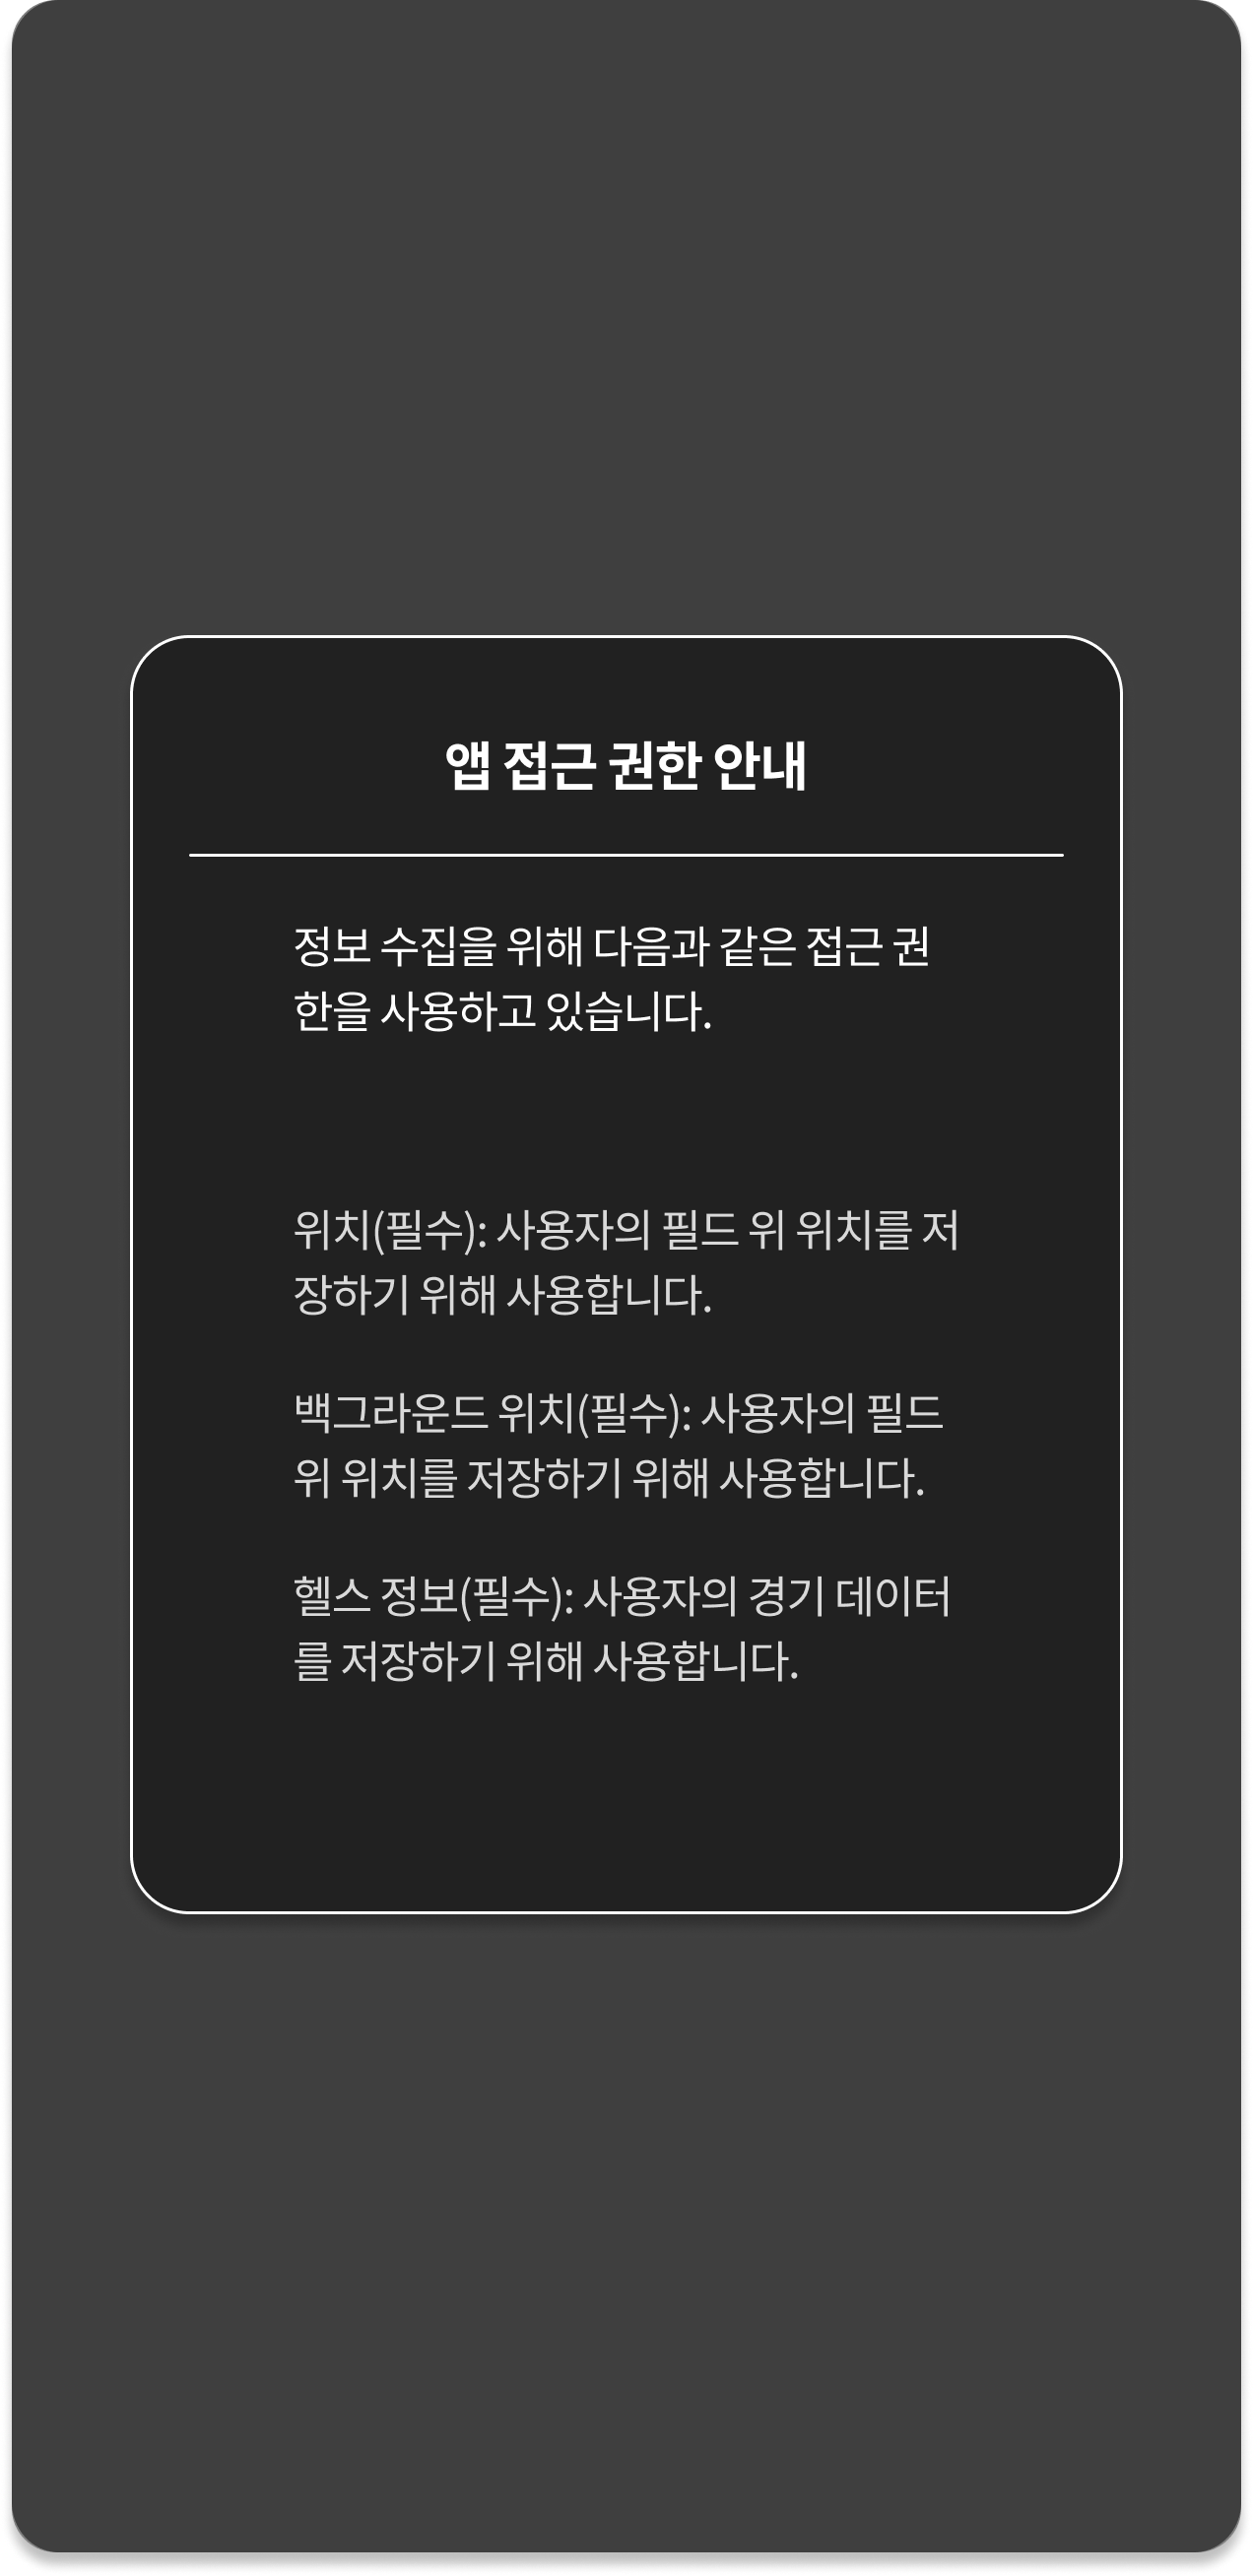 앱 접근 권한 안내
정보 수집을 위해 다음과 같은 접근 권
한을 사용하고 있습니다.
위치(필수): 사용자의 필드 위 위치를 저
장하기 위해 사용합니다.
백그라운드 위치(필수): 사용자의 필드
위 위치를 저장하기 위해 사용합니다.
헬스 정보(필수): 사용자의 경기 데이터
를 저장하기 위해 사용합니다.